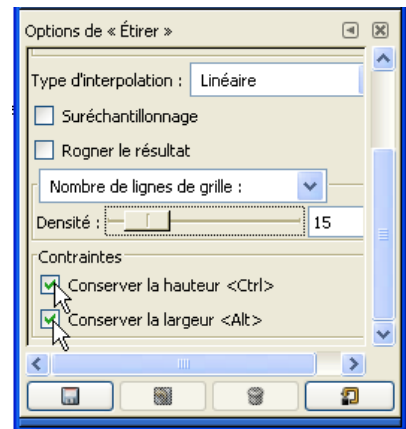 Options de « Étirer »
Type d'interpolation : Linéaire
Suréchantillonnage
Rogner le résultat
Nombre de lignes de grille :
Densité : 15
Contraintes
Conserver la hauteur <Ctrl>
Conserver la largeur <Alt>